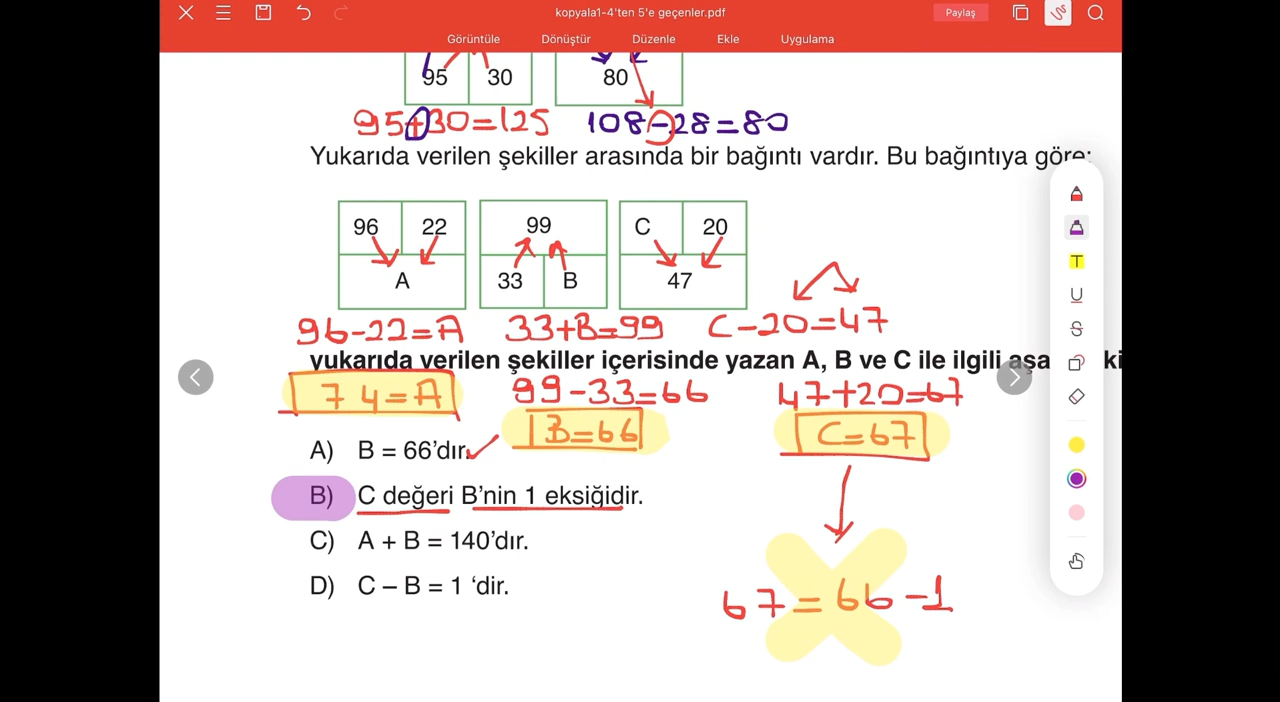 kopyala1-4'ten 5'e geçenler.pdf
Paylaş
Görüntüle Dönüştür Düzenle Ekle Uygulama
95 30 80
95+30=125 108-28=80
Yukarıda verilen şekiller arasında bir bağıntı vardır. Bu bağıntıya göre;
96 22 99 C 20
A 33 B 47
96-22=A 33+B=99 C-20=47
yukarıda verilen şekiller içerisinde yazan A, B ve C ile ilgili
74=A 99-33=66 47+20=67
B=66 C=67
A) B = 66'dır.
B) C değeri B'nin 1 eksiğidir.
C) A + B = 140'dır.
D) C – B = 1 'dir.
67=66-1
T
U
S